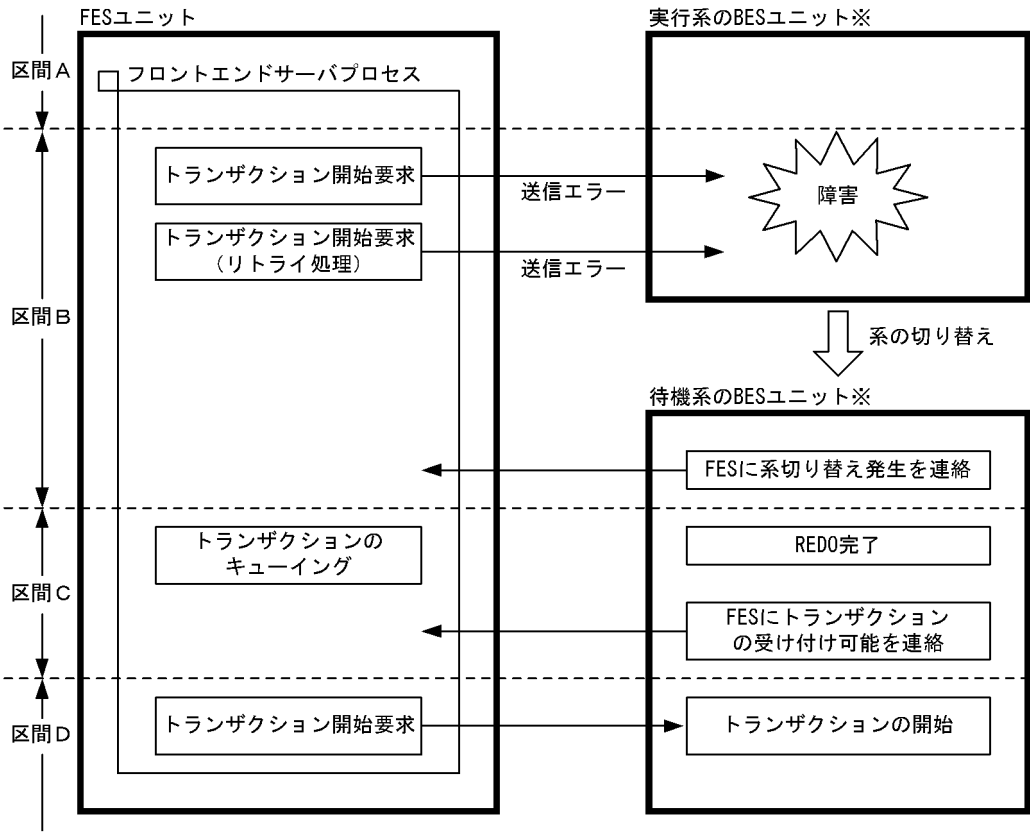 FESユニット
実行系のBESユニット※
区間A
フロントエンドサーバプロセス
トランザクション開始要求
送信エラー
障害
トランザクション開始要求
(リトライ処理)
送信エラー
区間B
系の切り替え
待機系のBESユニット※
FESに系切り替え発生を連絡
トランザクションの
キューイング
REDO完了
区間C
FESにトランザクション
の受け付け可能を連絡
トランザクション開始要求
トランザクションの開始
区間D